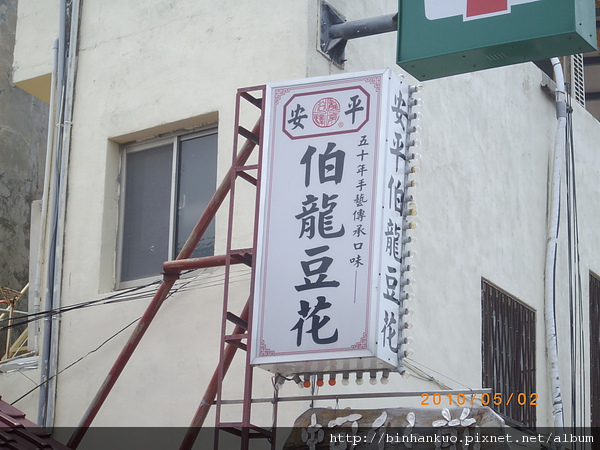 安平
伯龍豆花
五十年手藝傳承口味
安平伯龍豆花
2010/05/02
http://binhankuo.pixnet.net/album